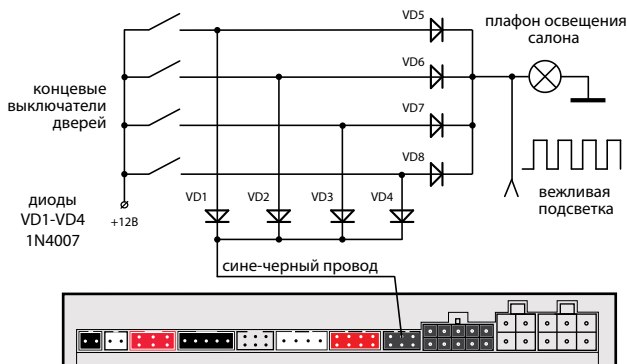 VD5
плафон освещения
салона
VD6
концевые
выключатели
дверей
VD7
VD8
диоды
VD1-VD4
1N4007
+12В
VD1
VD2
VD3
VD4
вежливая
подсветка
сине-черный провод